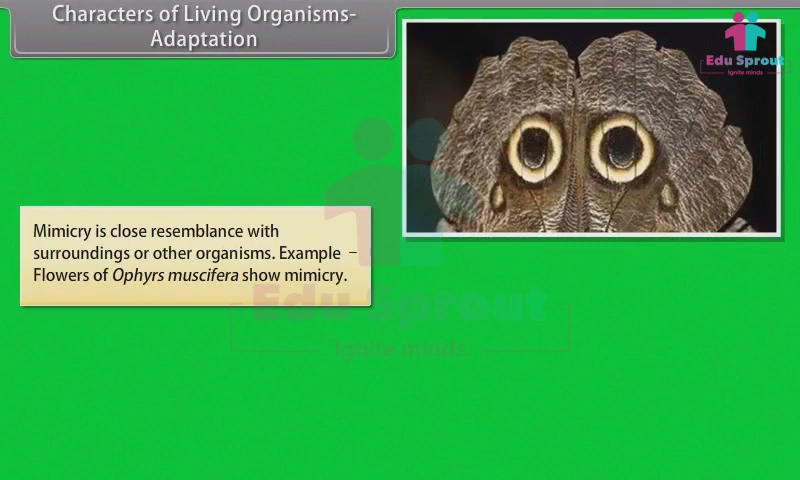 Characters of Living Organisms-
Adaptation
Edu Sprout
Ignite minds
Mimicry is close resemblance with
surroundings or other organisms. Example –
Flowers of Ophyrs muscifera show mimicry.
Edu Sprout
Ignite minds